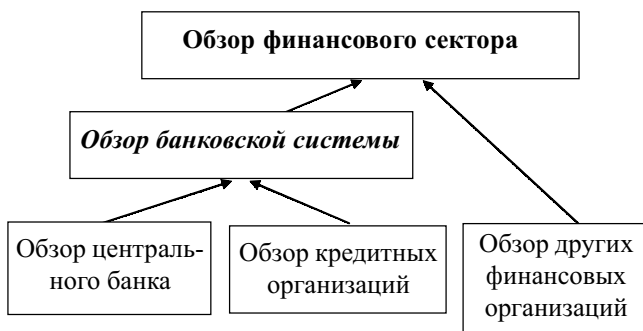 Обзор финансового сектора
Обзор банковской системы
Обзор централь-
ного банка
Обзор кредитных
организаций
Обзор других
финансовых
организаций